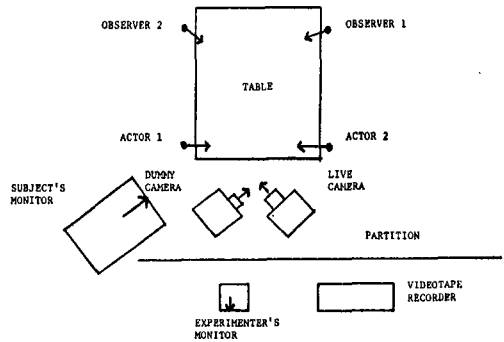 OBSERVER 2
OBSERVER 1
TABLE
ACTOR 1
ACTOR 2
SUBJECT'S
MONITOR
DUMMY
CAMERA
LIVE
CAMERA
PARTITION
VIDEOTAPE
RECORDER
EXPERIMENTER'S
MONITOR